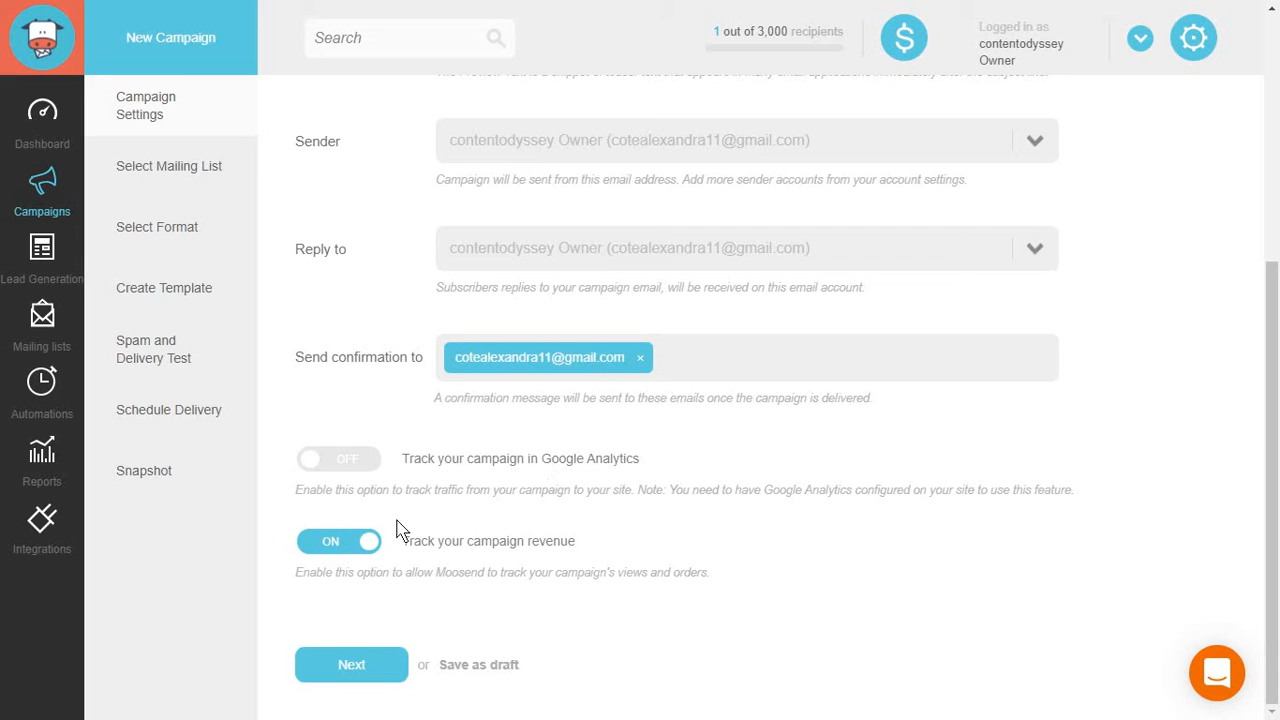 New Campaign
Search
1 out of 3,000 recipients
$
Logged in as
contentodyssey
Owner
Dashboard
Campaigns
Lead Generation
Mailing lists
Automations
Reports
Integrations
Campaign
Settings
Select Mailing List
Select Format
Create Template
Spam and
Delivery Test
Schedule Delivery
Snapshot
Sender
contentodyssey Owner (cotealexandra11@gmail.com)
Campaign will be sent from this email address. Add more sender accounts from your account settings.
Reply to
contentodyssey Owner (cotealexandra11@gmail.com)
Subscribers replies to your campaign email, will be received on this email account.
Send confirmation to
cotealexandra11@gmail.com ×
A confirmation message will be sent to these emails once the campaign is delivered.
OFF Track your campaign in Google Analytics
Enable this option to track traffic from your campaign to your site. Note: You need to have Google Analytics configured on your site to use this feature.
ON Track your campaign revenue
Enable this option to allow Moosend to track your campaign's views and orders.
Next or Save as draft